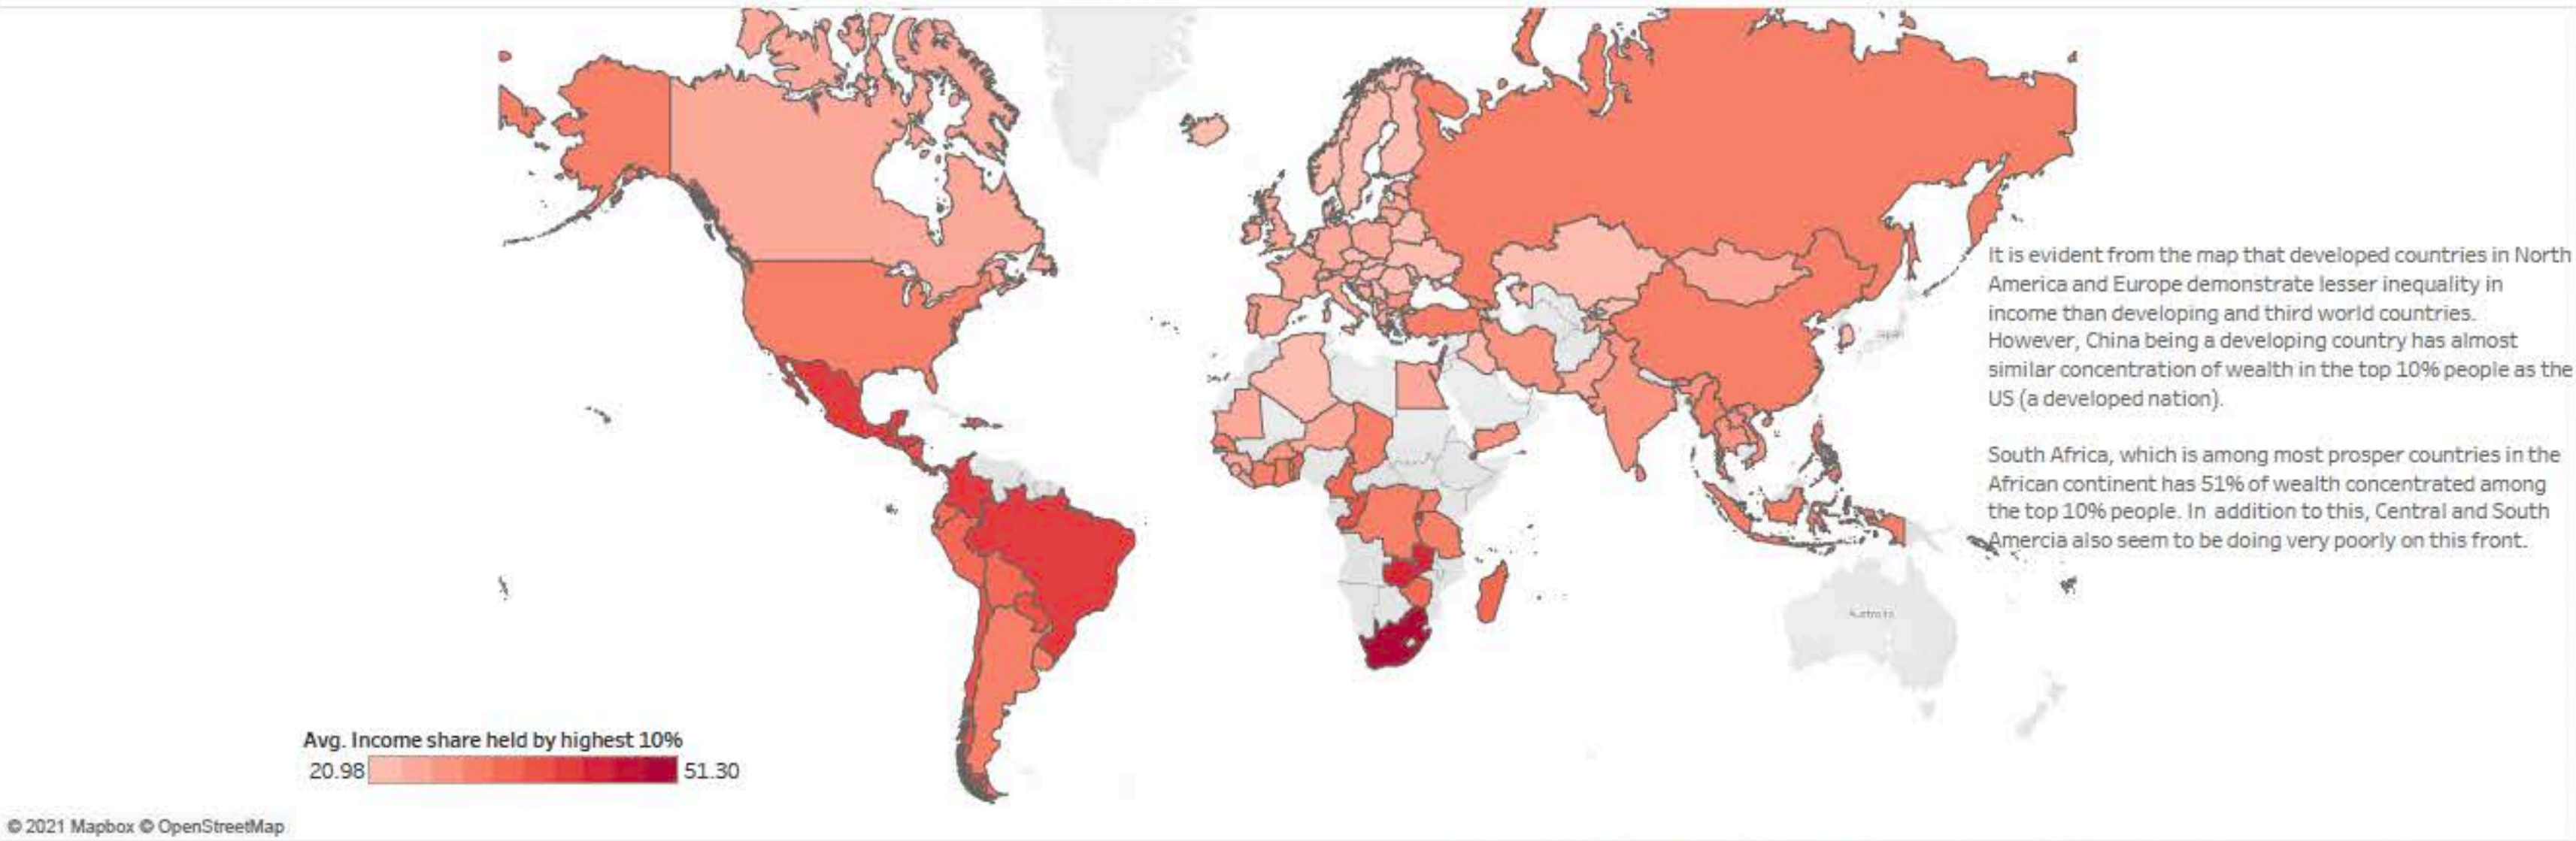 It is evident from the map that developed countries in North
America and Europe demonstrate lesser inequality in
income than developing and third world countries.
However, China being a developing country has almost
similar concentration of wealth in the top 10% people as the
US (a developed nation).
South Africa, which is among most prosper countries in the
African continent has 51% of wealth concentrated among
the top 10% people. In addition to this, Central and South
Amercia also seem to be doing very poorly on this front.
Japan
Australia
Avg. Income share held by highest 10%
20.98 51.30
© 2021 Mapbox © OpenStreetMap